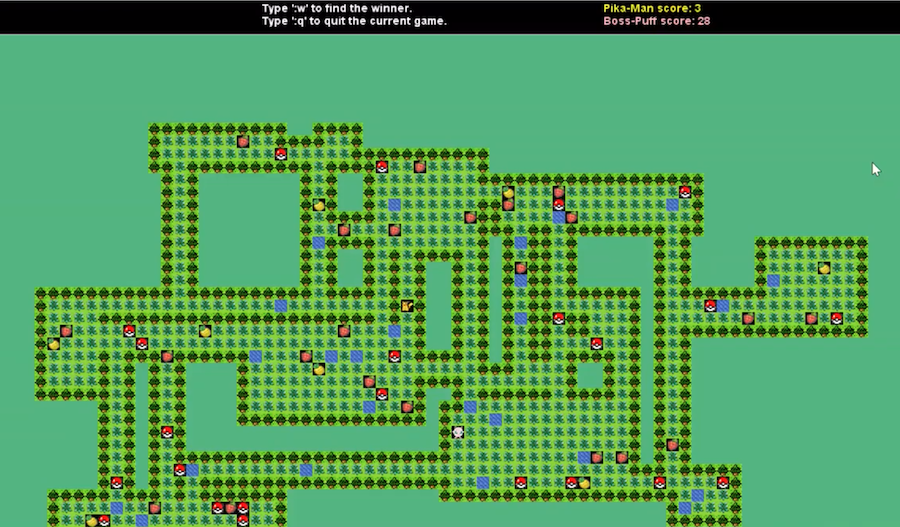 Type ':w' to find the winner.
Type ':q' to quit the current game.
Pika-Man score: 3
Boss-Puff score: 28